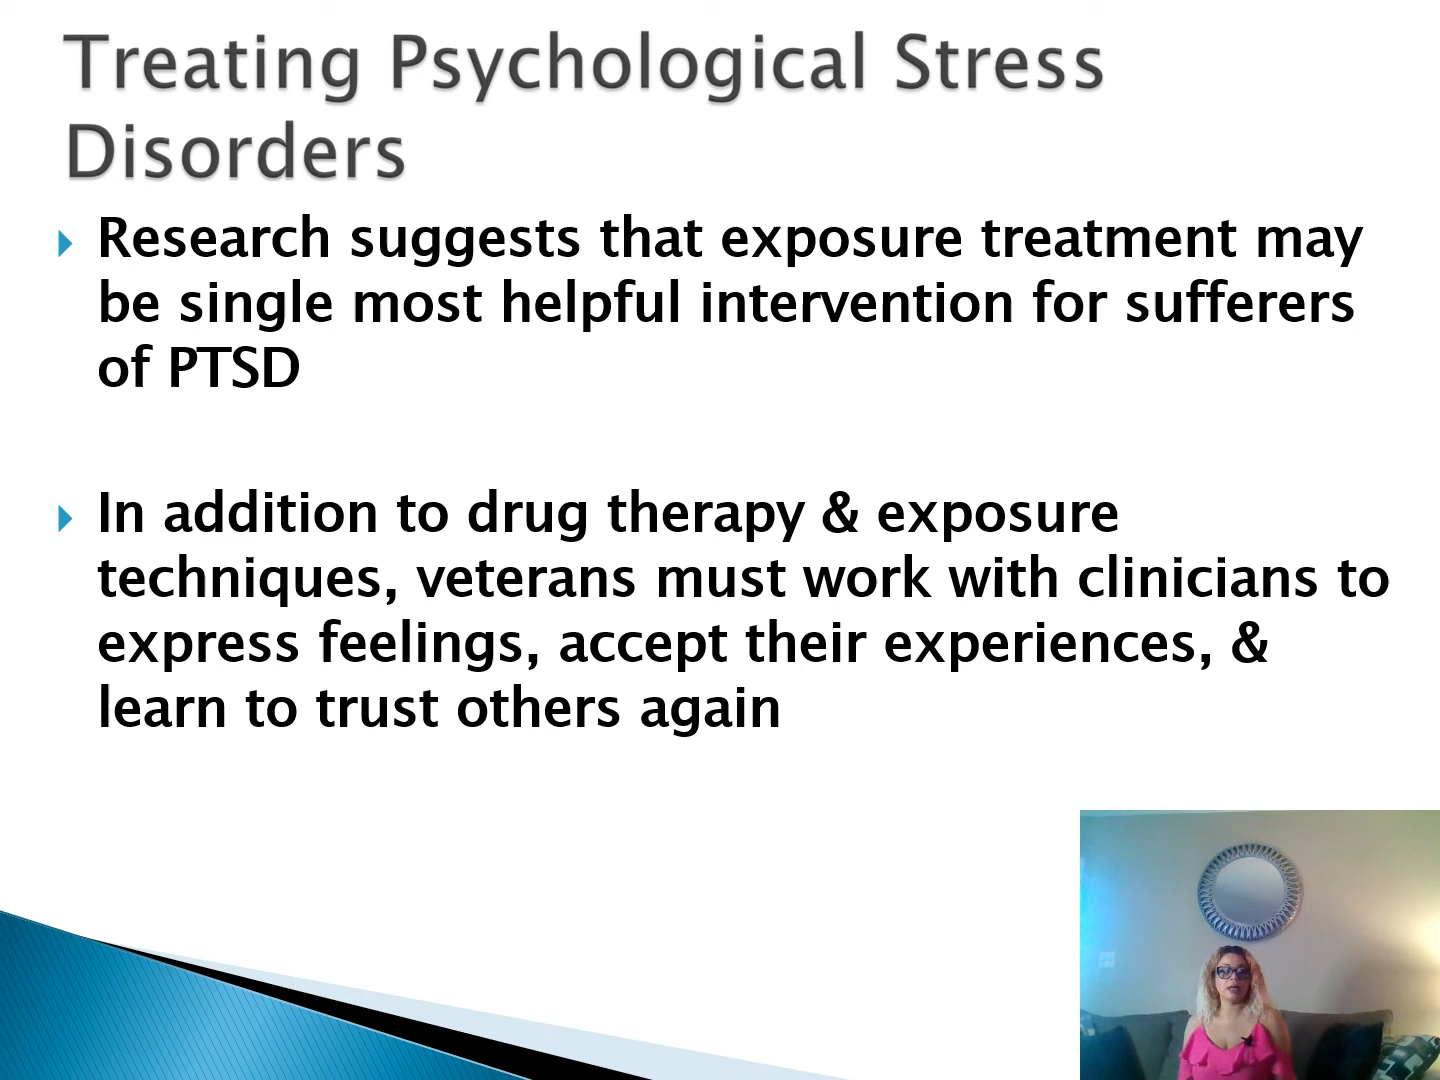 Treating Psychological Stress
Disorders
Research suggests that exposure treatment may
be single most helpful intervention for sufferers
of PTSD
In addition to drug therapy & exposure
techniques, veterans must work with clinicians to
express feelings, accept their experiences, &
learn to trust others again